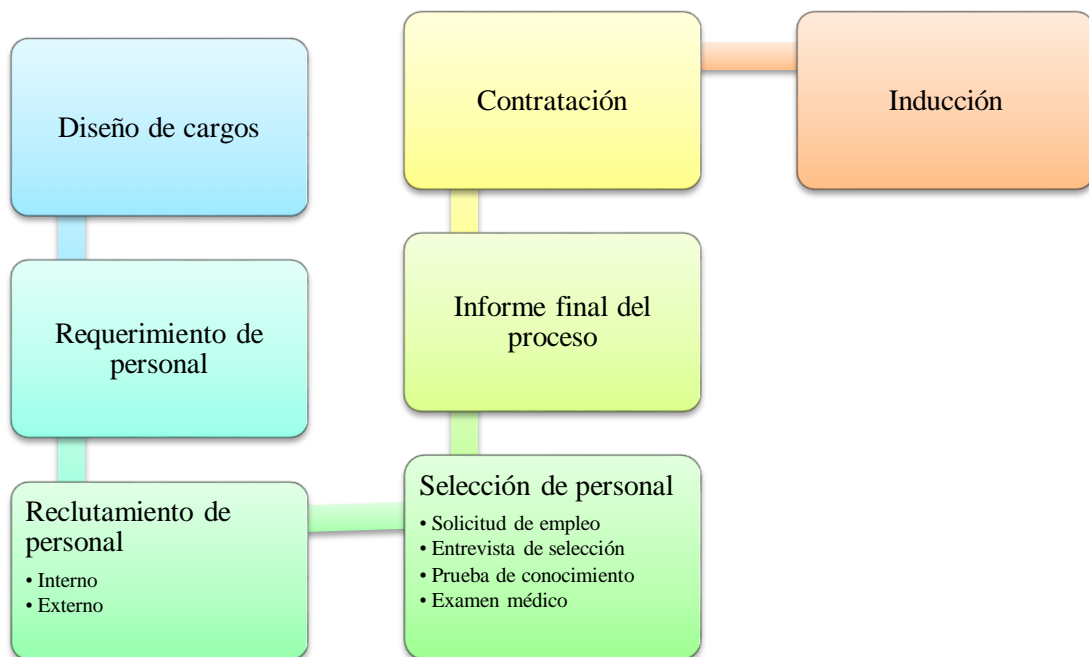 Diseño de cargos
Requerimiento de
personal
Reclutamiento de
personal
• Interno
• Externo
Selección de personal
• Solicitud de empleo
• Entrevista de selección
• Prueba de conocimiento
• Examen médico
Informe final del
proceso
Contratación
Inducción